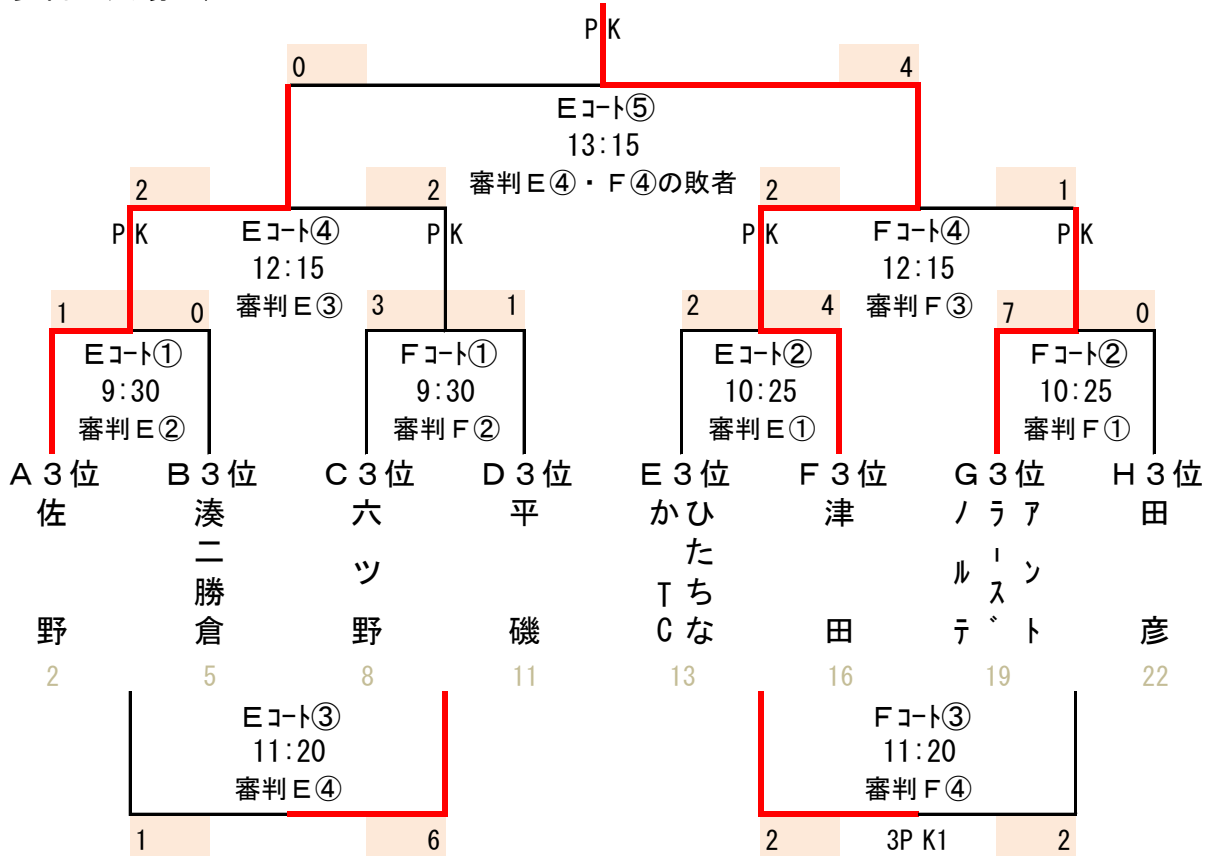 P K
0 4
Eコート⑤
13:15
審判E④・F④の敗者
2 2 2 1
P K Eコート④ P K P K Fコート④ P K
12:15 12:15
審判E③ 審判F③
1 0 3 1 2 4 7 0
Eコート① Fコート① Eコート② Fコート②
9:30 9:30 10:25 10:25
審判E② 審判F② 審判E① 審判F①
A3位 B3位 C3位 D3位 E3位 F3位 G3位 H3位
佐野 湊二勝倉 六ツ野 平磯 ひたちなかTC 津田 アントラーズノルテ 田彦
2 5 8 11 13 16 19 22
Eコート③ Fコート③
11:20 11:20
審判E④ 審判F④
1 6 2 3P K1 2